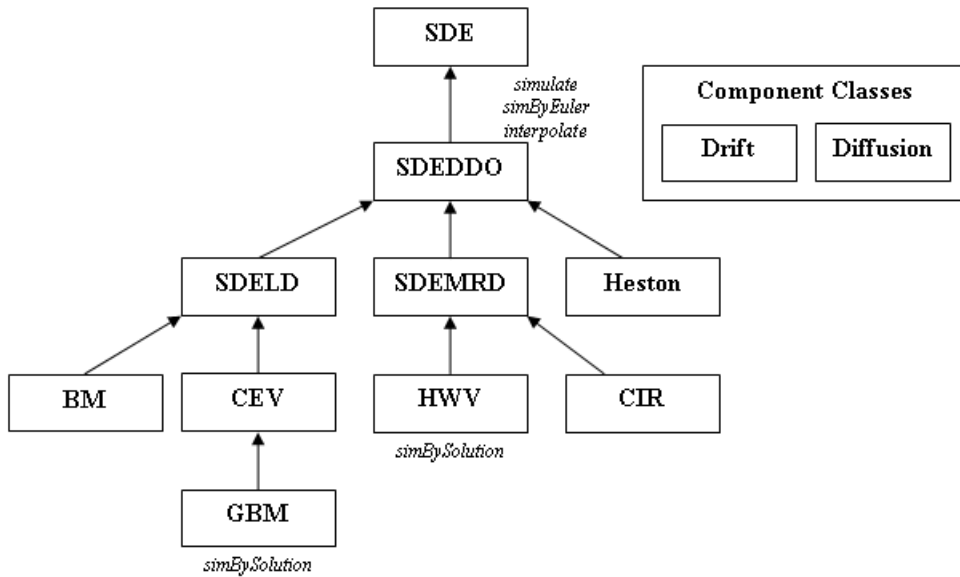 SDE
simulate
simByEuler
interpolate
Component Classes
Drift
Diffusion
SDEDDO
SDELD
SDEMRD
Heston
BM
CEV
HWV
CIR
simBySolution
GBM
simBySolution